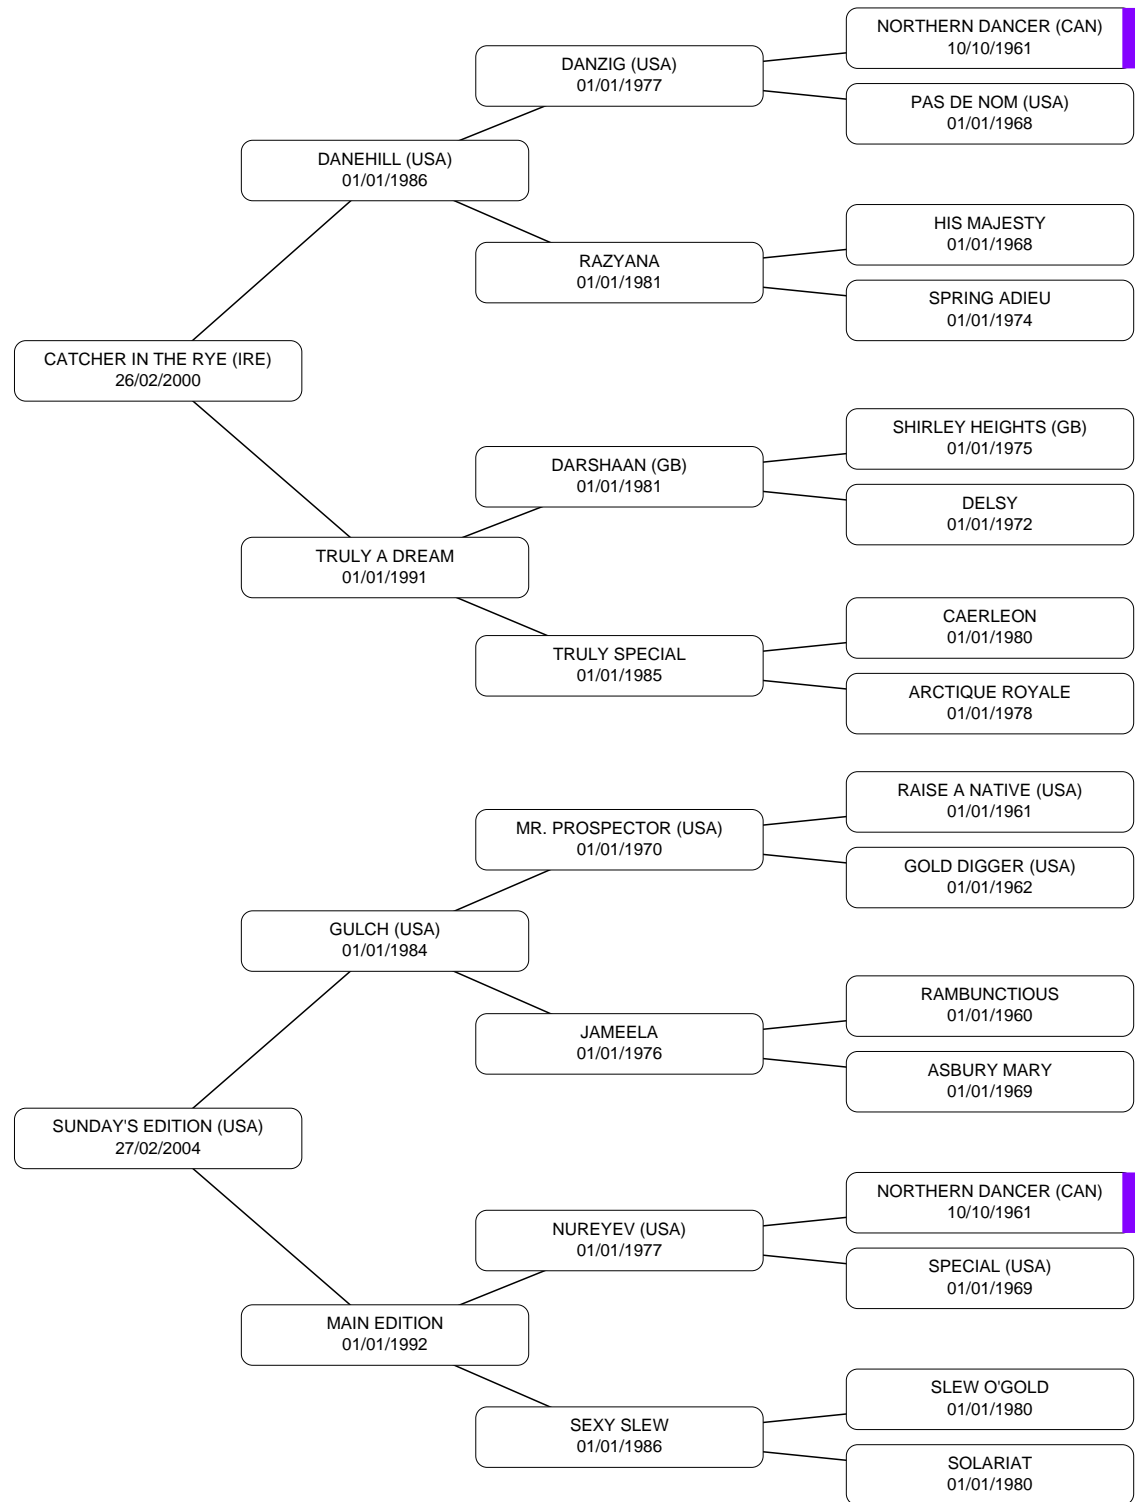 NORTHERN DANCER (CAN)
10/10/1961
DANZIG (USA)
01/01/1977
PAS DE NOM (USA)
01/01/1968
DANEHILL (USA)
01/01/1986
HIS MAJESTY
01/01/1968
RAZYANA
01/01/1981
SPRING ADIEU
01/01/1974
CATCHER IN THE RYE (IRE)
26/02/2000
SHIRLEY HEIGHTS (GB)
01/01/1975
DARSHAAN (GB)
01/01/1981
DELSY
01/01/1972
TRULY A DREAM
01/01/1991
CAERLEON
01/01/1980
TRULY SPECIAL
01/01/1985
ARCTIQUE ROYALE
01/01/1978
RAISE A NATIVE (USA)
01/01/1961
MR. PROSPECTOR (USA)
01/01/1970
GOLD DIGGER (USA)
01/01/1962
GULCH (USA)
01/01/1984
RAMBUNCTIOUS
01/01/1960
JAMEELA
01/01/1976
ASBURY MARY
01/01/1969
SUNDAY'S EDITION (USA)
27/02/2004
NORTHERN DANCER (CAN)
10/10/1961
NUREYEV (USA)
01/01/1977
SPECIAL (USA)
01/01/1969
MAIN EDITION
01/01/1992
SLEW O'GOLD
01/01/1980
SEXY SLEW
01/01/1986
SOLARIAT
01/01/1980